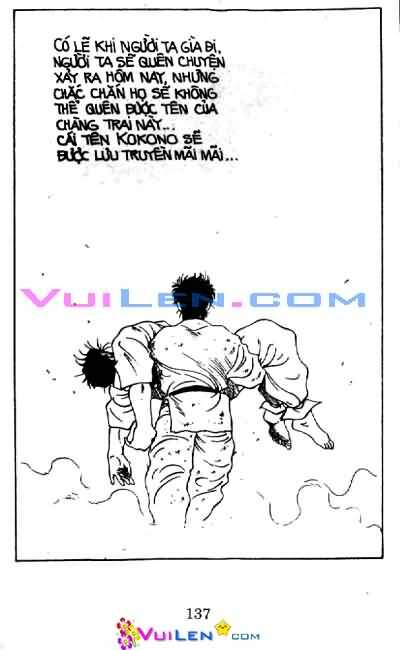 CÓ LẼ KHI NGƯỜI TA GIÀ ĐI,
NGƯỜI TA SẼ QUÊN CHUYỆN
XẢY RA HÔM NAY, NHƯNG
CHẮC CHẮN HỌ SẼ KHÔNG
THỂ QUÊN ĐƯỢC TÊN CỦA
CHÀNG TRAI NÀY...
CÁI TÊN KOKONO SẼ
ĐƯỢC LƯU TRUYỀN MÃI MÃI...
VUILEN.COM
137
VUILEN.COM